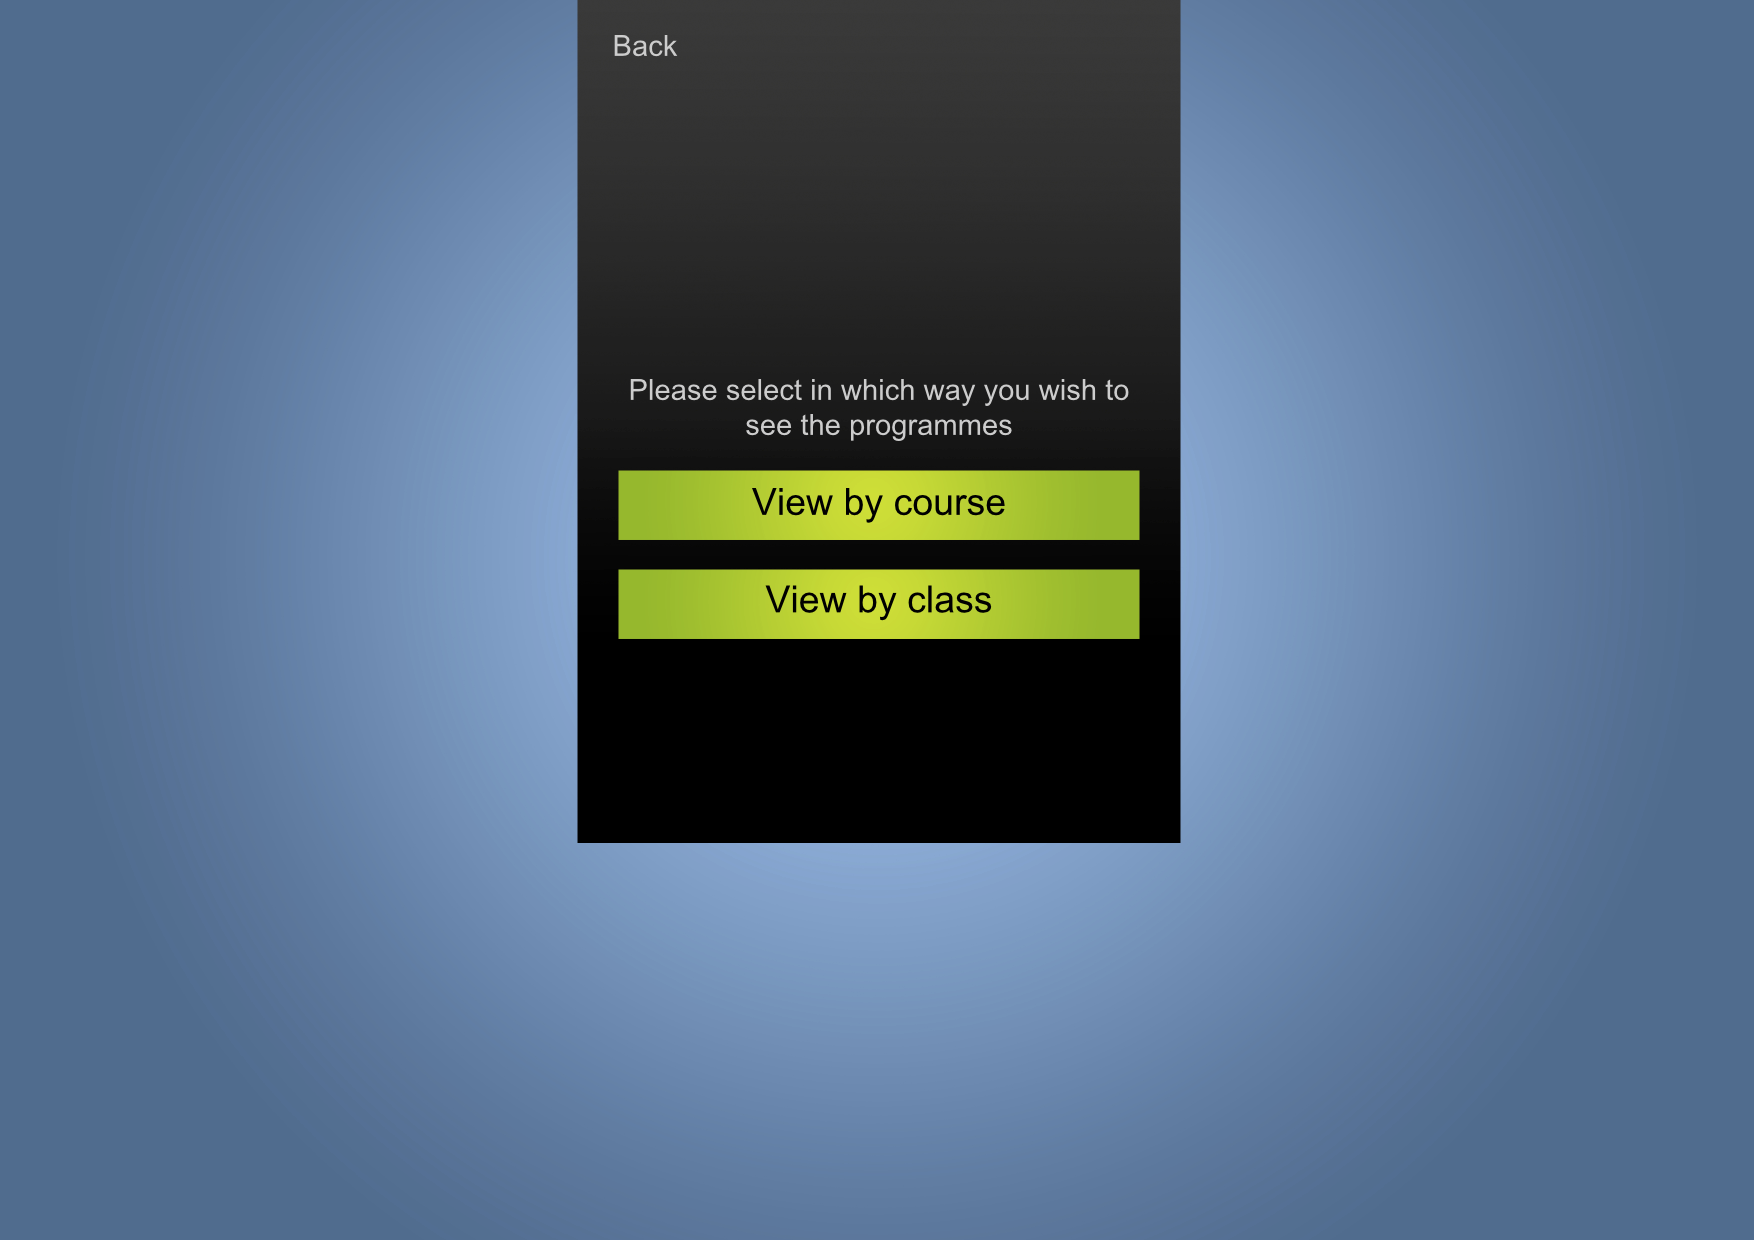 Back
Please select in which way you wish to
see the programmes
View by course
View by class